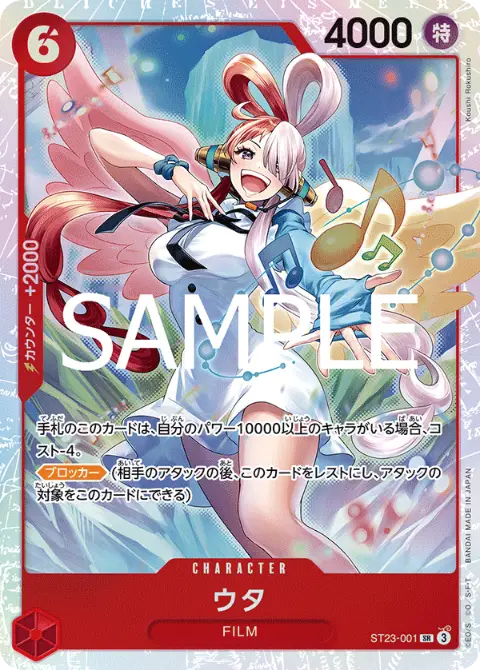 6
4000 特
Koushi Rokushiro
カウンター +2000
SAMPLE
手札のこのカードは、自分のパワー10000以上のキャラがいる場合、コ
スト-4。
ブロッカー (相手のアタックの後、このカードをレストにし、アタックの
対象をこのカードにできる)
CHARACTER
ウタ
FILM
ST23-001 SR 3
©E.O/S ©O./S・F・T BANDAI MADE IN JAPAN